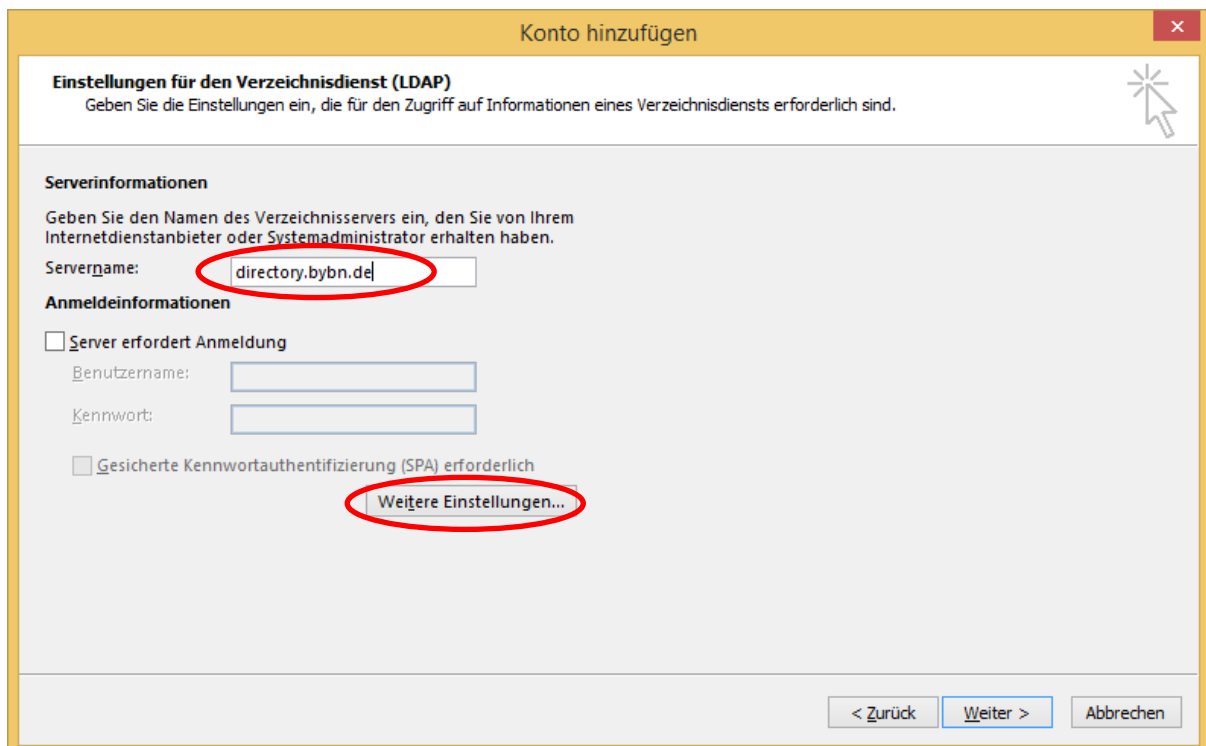 Konto hinzufügen
Einstellungen für den Verzeichnisdienst (LDAP)
Geben Sie die Einstellungen ein, die für den Zugriff auf Informationen eines Verzeichnisdiensts erforderlich sind.
Serverinformationen
Geben Sie den Namen des Verzeichnisservers ein, den Sie von Ihrem
Internetdienstanbieter oder Systemadministrator erhalten haben.
Servername: directory.bybn.de
Anmeldeinformationen
Server erfordert Anmeldung
Benutzername:
Kennwort:
Gesicherte Kennwortauthentifizierung (SPA) erforderlich
Weitere Einstellungen...
< Zurück Weiter > Abbrechen